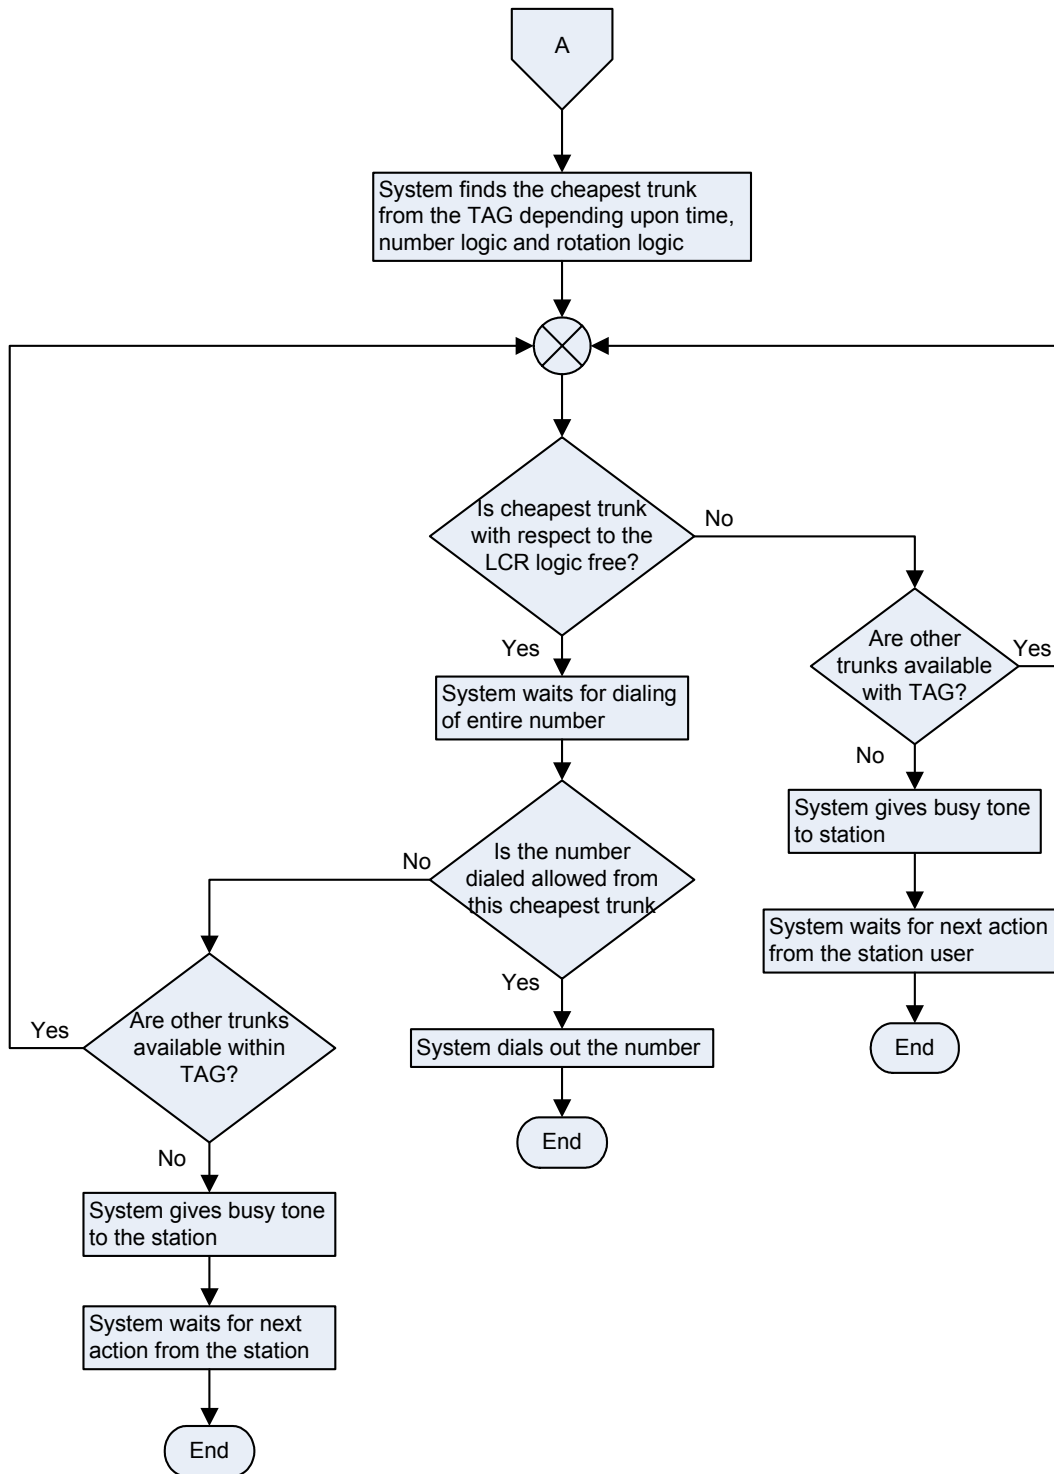 A
System finds the cheapest trunk
from the TAG depending upon time,
number logic and rotation logic
Is cheapest trunk
with respect to the
LCR logic free?
No
Yes
Are other
trunks available
with TAG?
Yes
No
System waits for dialing
of entire number
System gives busy tone
to station
Is the number
dialed allowed from
this cheapest trunk
No
Yes
System waits for next action
from the station user
End
Are other trunks
available within
TAG?
Yes
No
System dials out the number
End
System gives busy tone
to the station
System waits for next
action from the station
End